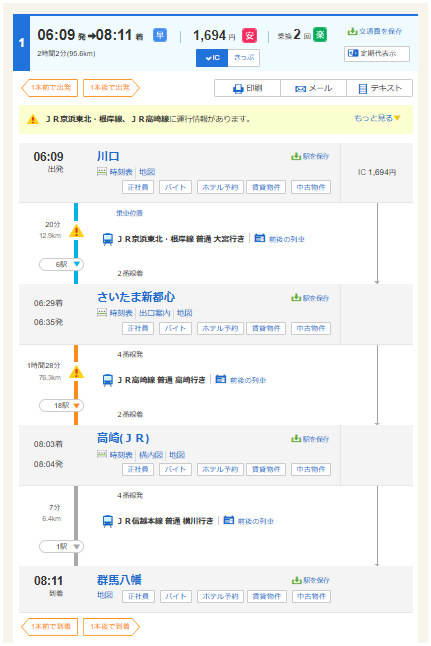 1
06:09発➡08:11着 早 1,694円 安 乗換2回 楽
2時間2分(95.6km)
IC きっぷ
交通費を保存
定期代表示
1本前で出発 1本後で出発
印刷 メール テキスト
ＪＲ京浜東北・根岸線、ＪＲ高崎線に運行情報があります。 もっと見る
06:09 川口 駅を保存
出発 時刻表 地図 IC 1,694円
正社員 バイト ホテル予約 賃貸物件 中古物件
乗車位置
20分
12.9km
ＪＲ京浜東北・根岸線 普通 大宮行き 前後の列車
6駅
2番線着
さいたま新都心 駅を保存
06:29着
06:35発
時刻表 出口案内 地図
正社員 バイト ホテル予約 賃貸物件 中古物件
4番線発
1時間28分
76.3km
ＪＲ高崎線 普通 高崎行き 前後の列車
18駅
2番線着
高崎(ＪＲ) 駅を保存
08:03着
08:04発
時刻表 構内図 地図
正社員 バイト ホテル予約 賃貸物件 中古物件
4番線発
7分
6.4km
ＪＲ信越本線 普通 横川行き 前後の列車
1駅
08:11 群馬八幡 駅を保存
到着 地図 正社員 バイト ホテル予約 賃貸物件 中古物件
1本前で到着 1本後で到着